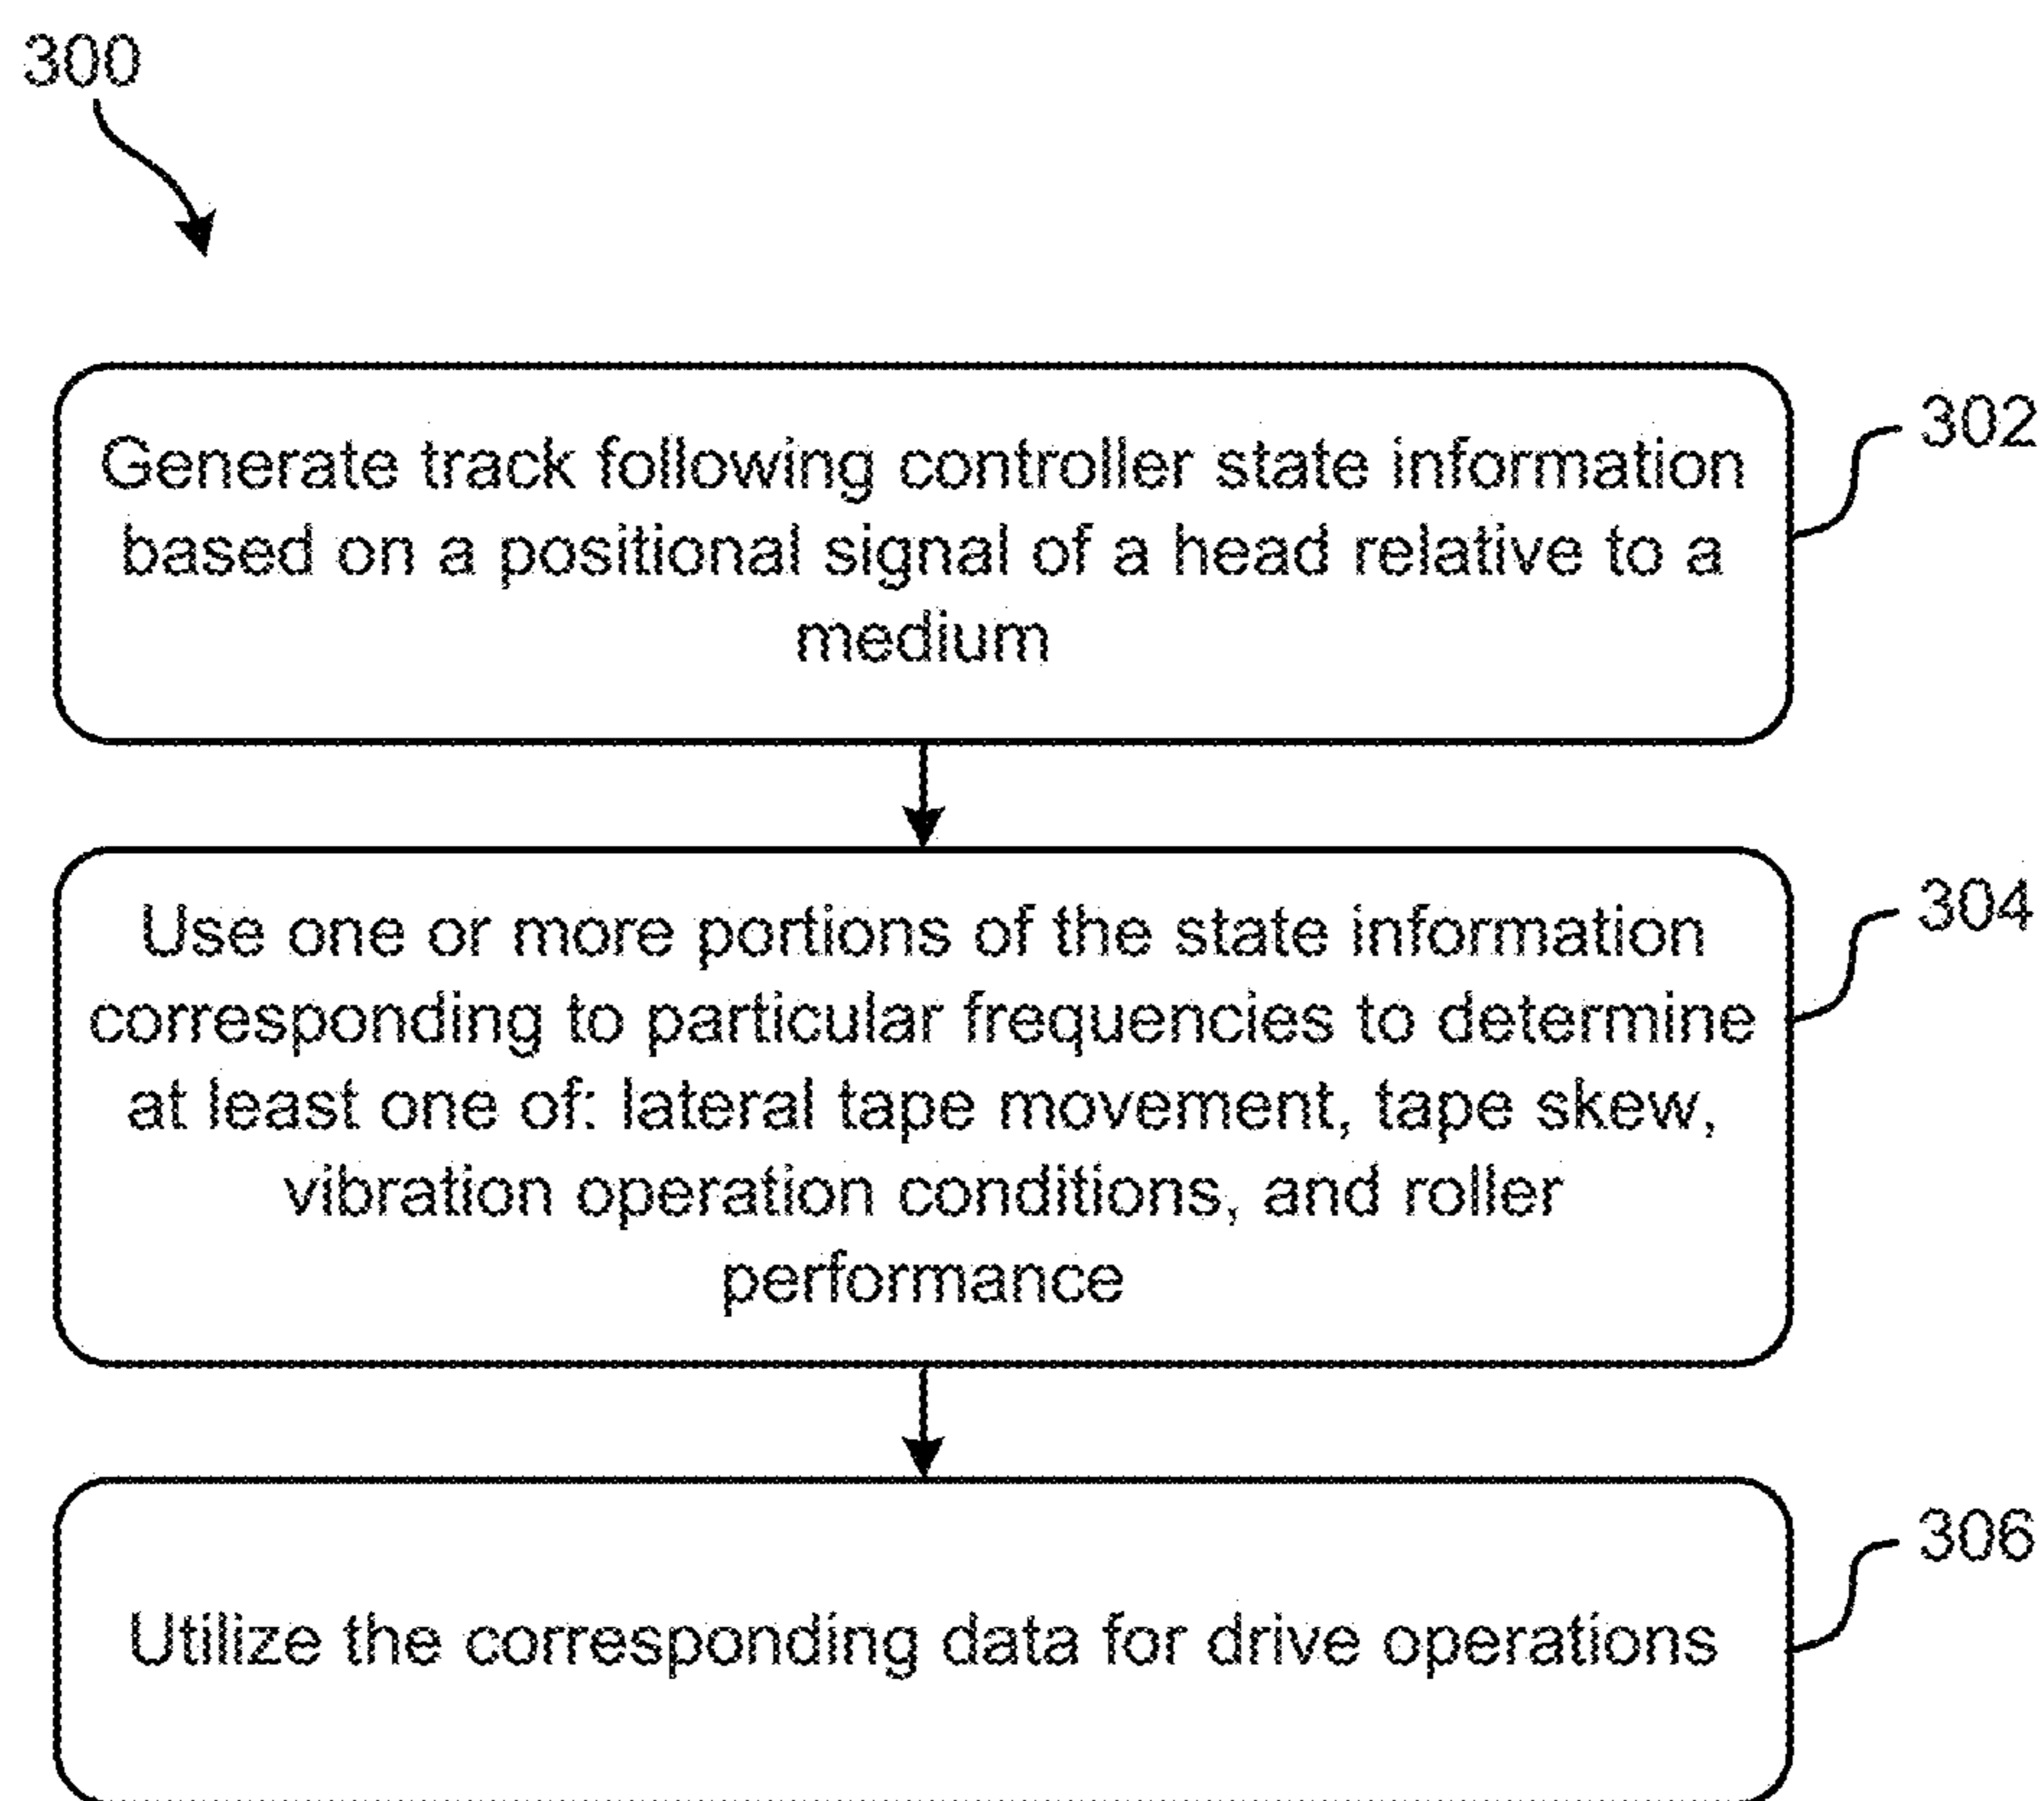 300
Generate track following controller state information
based on a positional signal of a head relative to a
medium
302
Use one or more portions of the state information
corresponding to particular frequencies to determine
at least one of: lateral tape movement, tape skew,
vibration operation conditions, and roller
performance
304
Utilize the corresponding data for drive operations
306